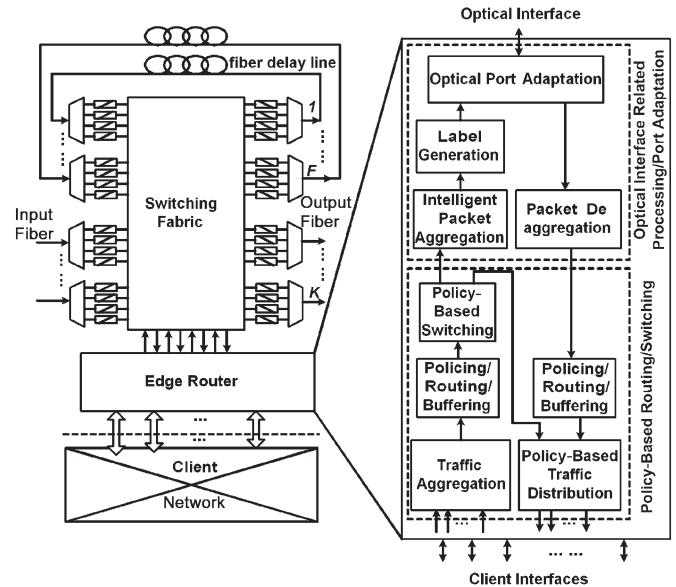 Optical Interface
fiber delay line
1
F
K
Input
Fiber
Output
Fiber
Switching
Fabric
Edge Router
...
...
Client
Network
Optical Port Adaptation
Label
Generation
Intelligent
Packet
Aggregation
Packet De
aggregation
Optical Interface Related
Processing/Port Adaptation
Policy-
Based
Switching
Policing/
Routing/
Buffering
Policing/
Routing/
Buffering
Traffic
Aggregation
Policy-Based
Traffic
Distribution
Policy-Based Routing/Switching
...
...
... ...
Client Interfaces